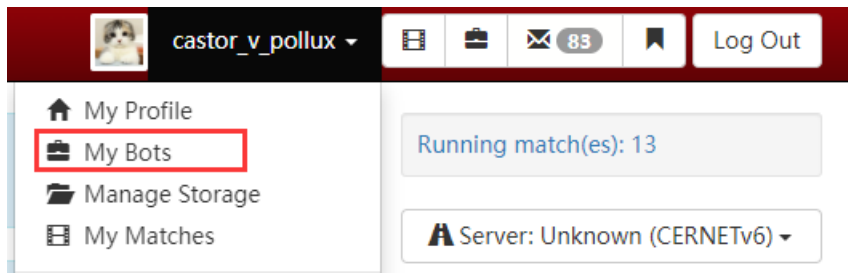 castor_v_pollux
83
Log Out
My Profile
My Bots
Manage Storage
My Matches
Running match(es): 13
Server: Unknown (CERNETv6)